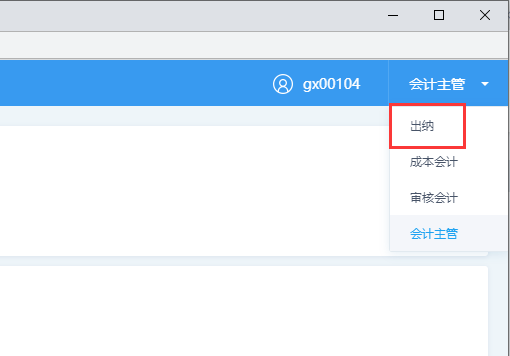 gx00104 会计主管
出纳
成本会计
审核会计
会计主管